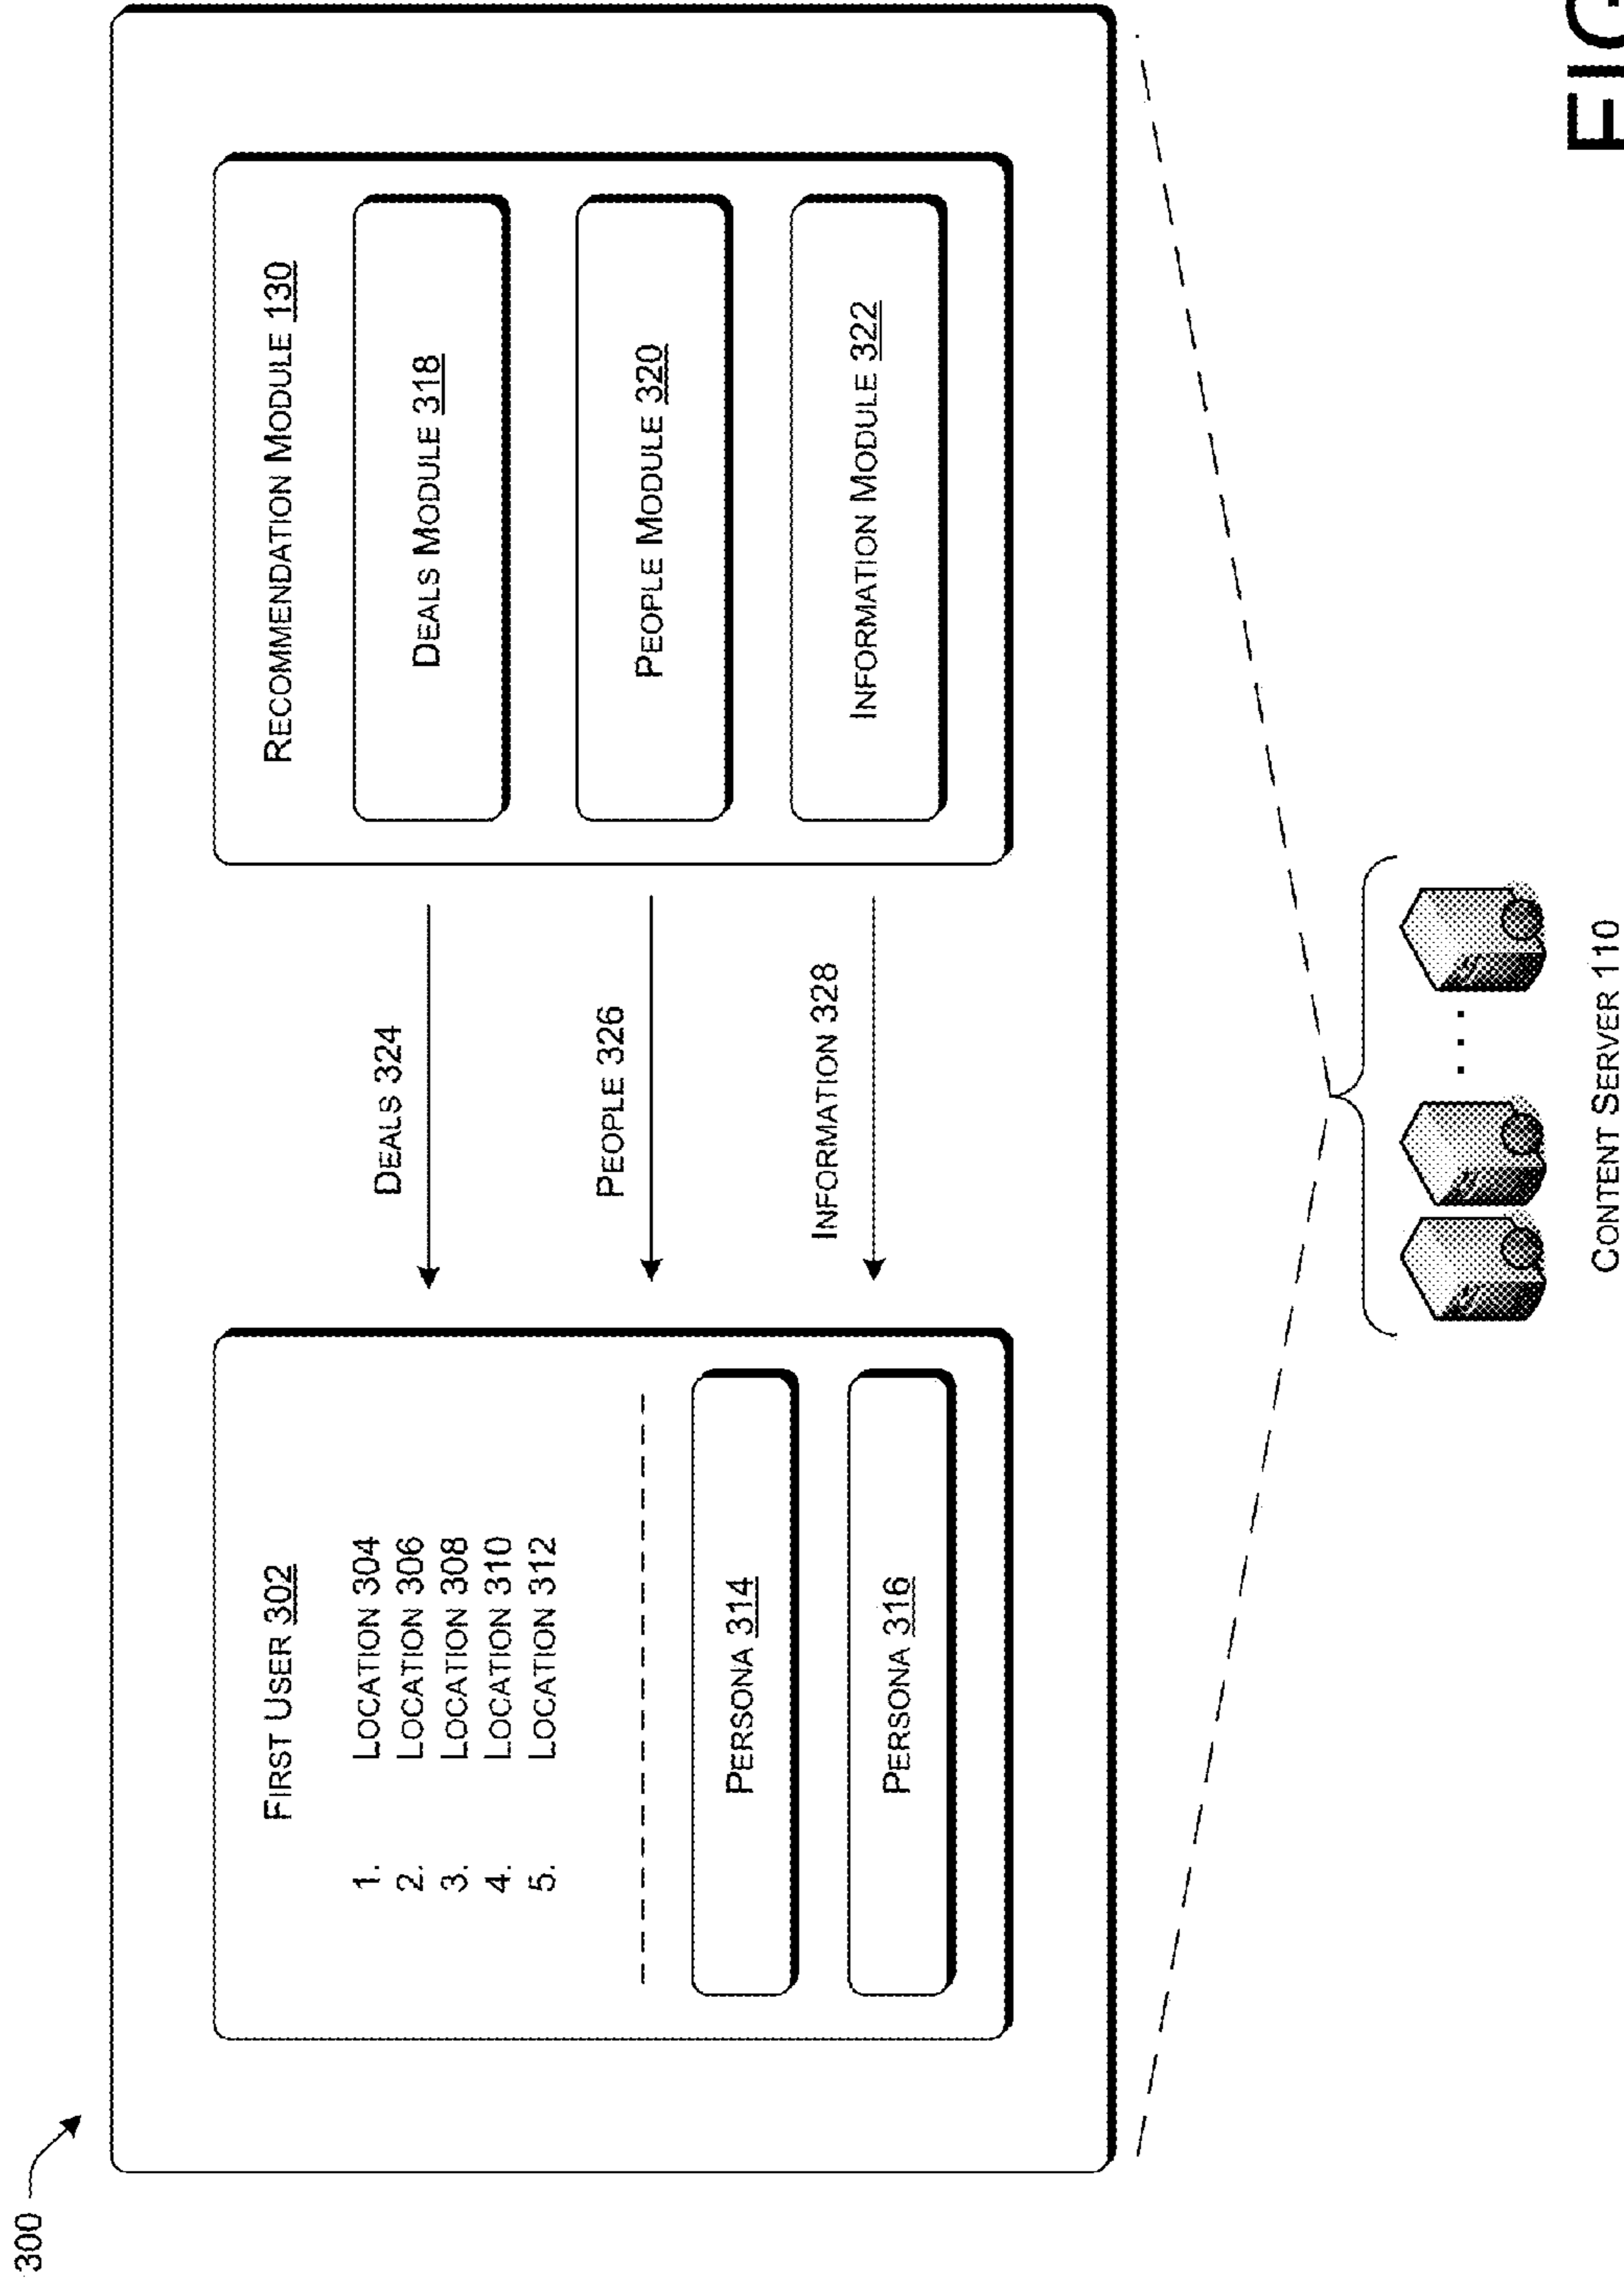 300
FIRST USER 302
1. LOCATION 304
2. LOCATION 306
3. LOCATION 308
4. LOCATION 310
5. LOCATION 312
PERSONA 314
PERSONA 316
DEALS 324
PEOPLE 326
INFORMATION 328
RECOMMENDATION MODULE 130
DEALS MODULE 318
PEOPLE MODULE 320
INFORMATION MODULE 322
CONTENT SERVER 110